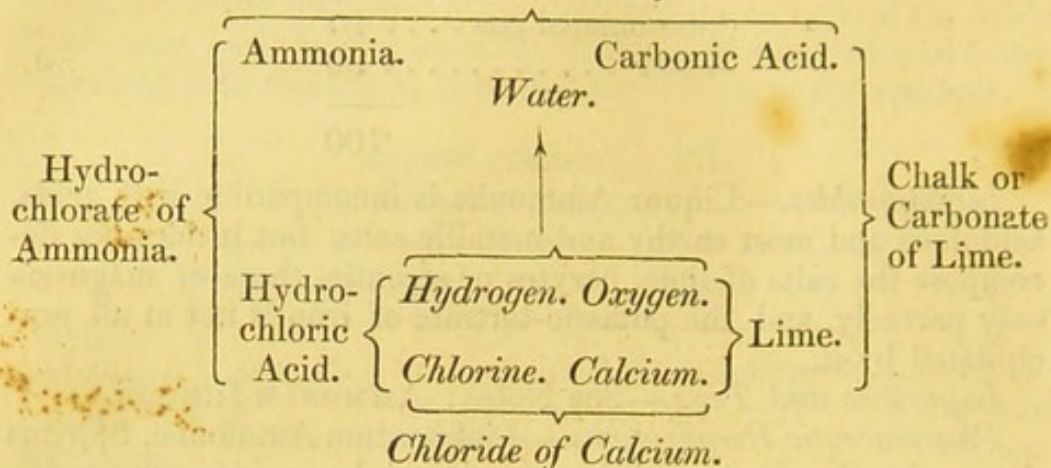 Ammonia. Carbonic Acid.
Water.
Hydro-
chlorate of
Ammonia.
Chalk or
Carbonate
of Lime.
Hydro-
chloric
Acid.
Hydrogen. Oxygen.
Chlorine. Calcium.
Lime.
Chloride of Calcium.